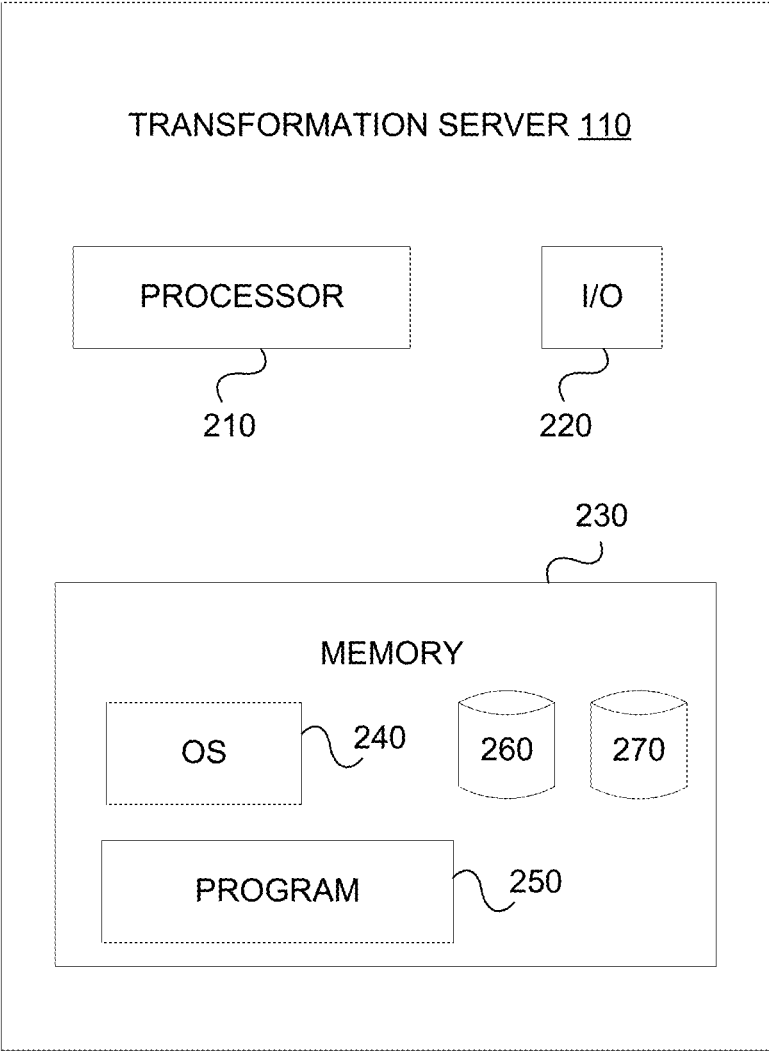 TRANSFORMATION SERVER 110
PROCESSOR
I/O
210
220
230
MEMORY
OS
240
260
270
PROGRAM
250